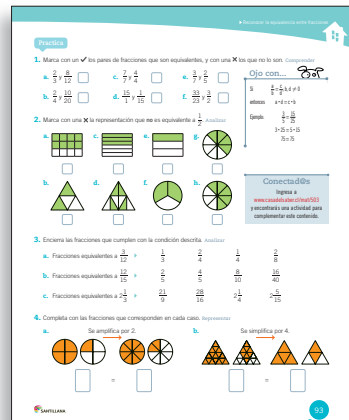 ▸ Reconocer la equivalencia entre fracciones
Practica
1. Marca con un ✓ los pares de fracciones que son equivalentes, y con una ✗ los que no lo son. Comprender
a. 2/3 y 8/12
c. 7/7 y 4/4
e. 3/7 y 2/5
b. 2/4 y 10/20
d. 15/1 y 1/15
f. 33/23 y 3/2
Ojo con...
Si a/b = c/d, b, d ≠ 0
entonces a • d = c • b
Ejemplo 3/5 = 15/25
3 • 25 = 5 • 15
75 = 75
2. Marca con una ✗ la representación que no es equivalente a 1/2. Analizar
a.
c.
e.
g.
b.
d.
f.
h.
Conectad@s
Ingresa a
www.casadelsaber.cl/mat/503
y encontrarás una actividad para
complementar este contenido.
3. Encierra las fracciones que cumplen con la condición descrita. Analizar
a. Fracciones equivalentes a 3/12 ▸ 1/3 2/4 1/4 2/8
b. Fracciones equivalentes a 12/15 ▸ 2/5 4/5 8/10 16/40
c. Fracciones equivalentes a 2 1/3 ▸ 21/9 28/16 2 1/4 2 5/15
4. Completa con las fracciones que corresponden en cada caso. Representar
a. Se amplifica por 2.
b. Se simplifica por 4.
=
=
SANTILLANA
93